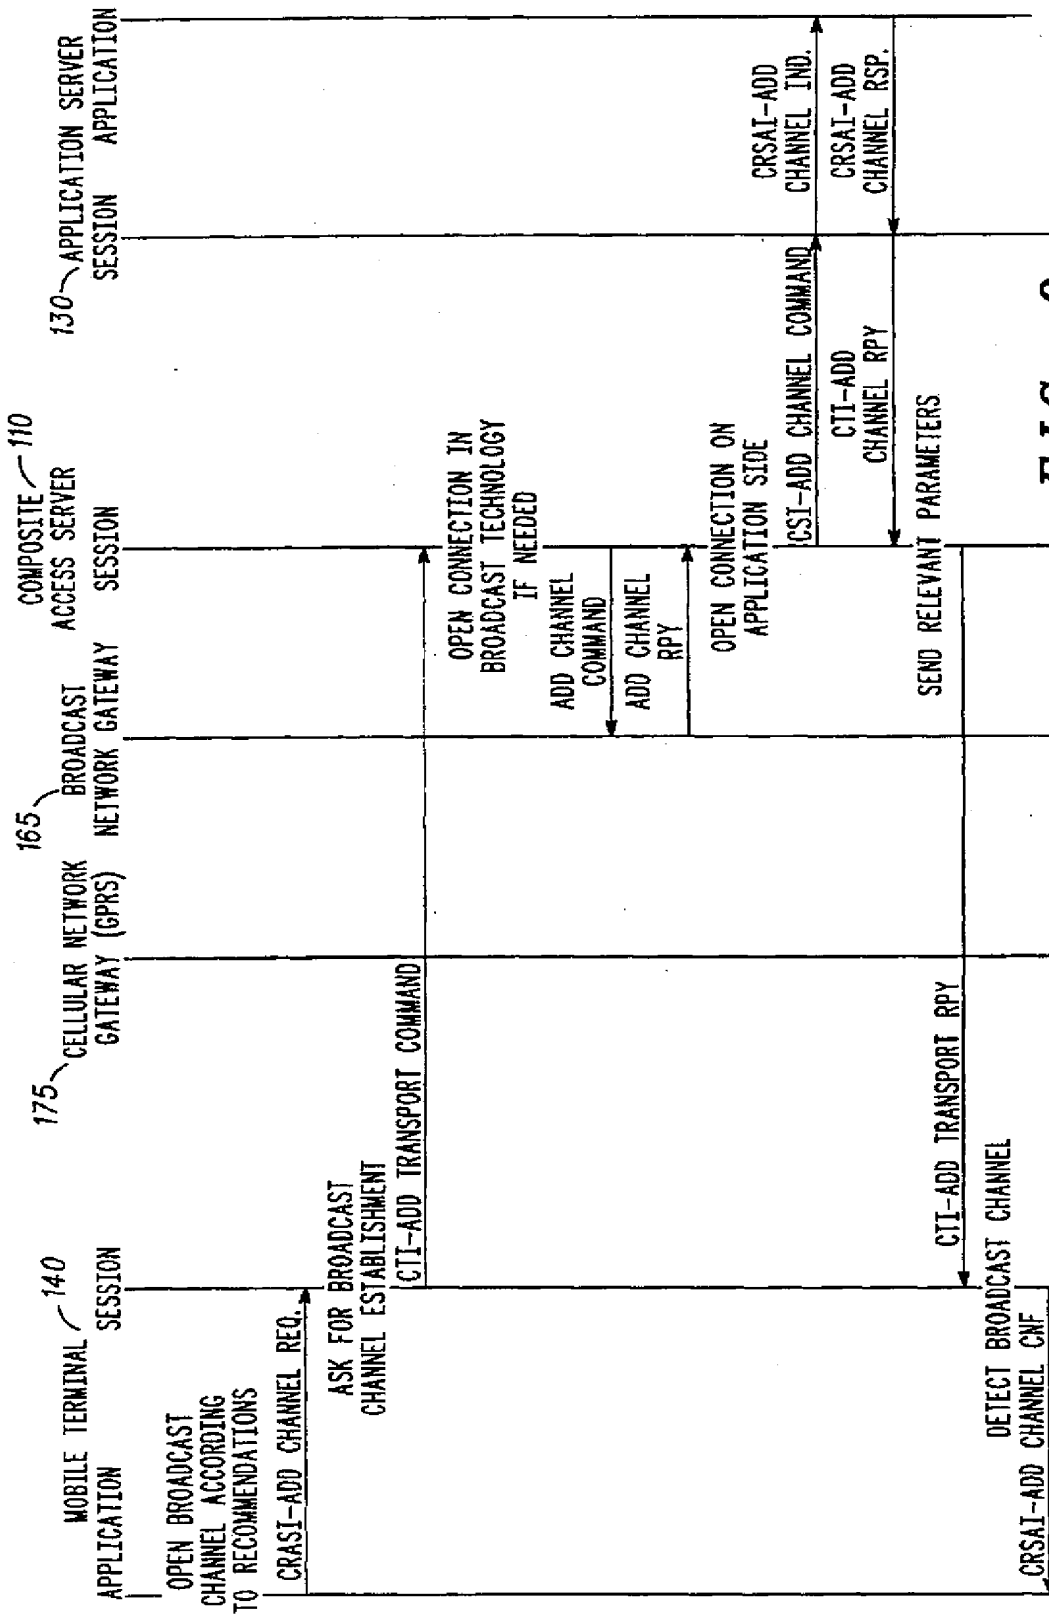 MOBILE TERMINAL 140
APPLICATION
SESSION
175 CELLULAR NETWORK
GATEWAY (GPRS)
165 BROADCAST
NETWORK GATEWAY
COMPOSITE 110
ACCESS SERVER
SESSION
130 APPLICATION SERVER
SESSION
APPLICATION
OPEN BROADCAST
CHANNEL ACCORDING
TO RECOMMENDATIONS
CRASI-ADD CHANNEL REQ.
ASK FOR BROADCAST
CHANNEL ESTABLISHMENT
CTI-ADD TRANSPORT COMMAND
OPEN CONNECTION IN
BROADCAST TECHNOLOGY
IF NEEDED
ADD CHANNEL
COMMAND
ADD CHANNEL
RPY
OPEN CONNECTION ON
APPLICATION SIDE
CSI-ADD CHANNEL COMMAND
CRSAI-ADD
CHANNEL IND.
CTI-ADD
CHANNEL RPY
CRSAI-ADD
CHANNEL RSP.
SEND RELEVANT PARAMETERS
CTI-ADD TRANSPORT RPY
DETECT BROADCAST CHANNEL
CRSAI-ADD CHANNEL CNF